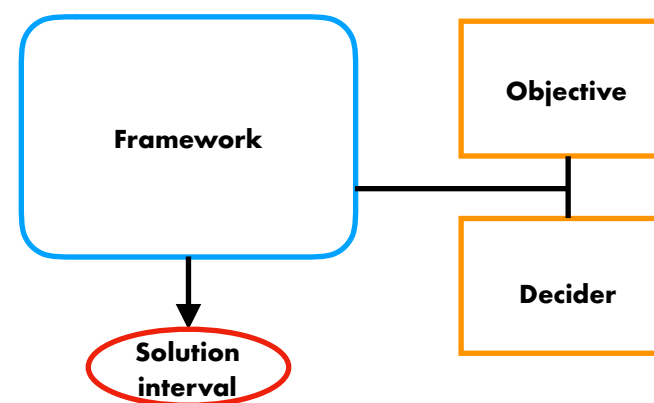 Objective
Framework
Decider
Solution
interval